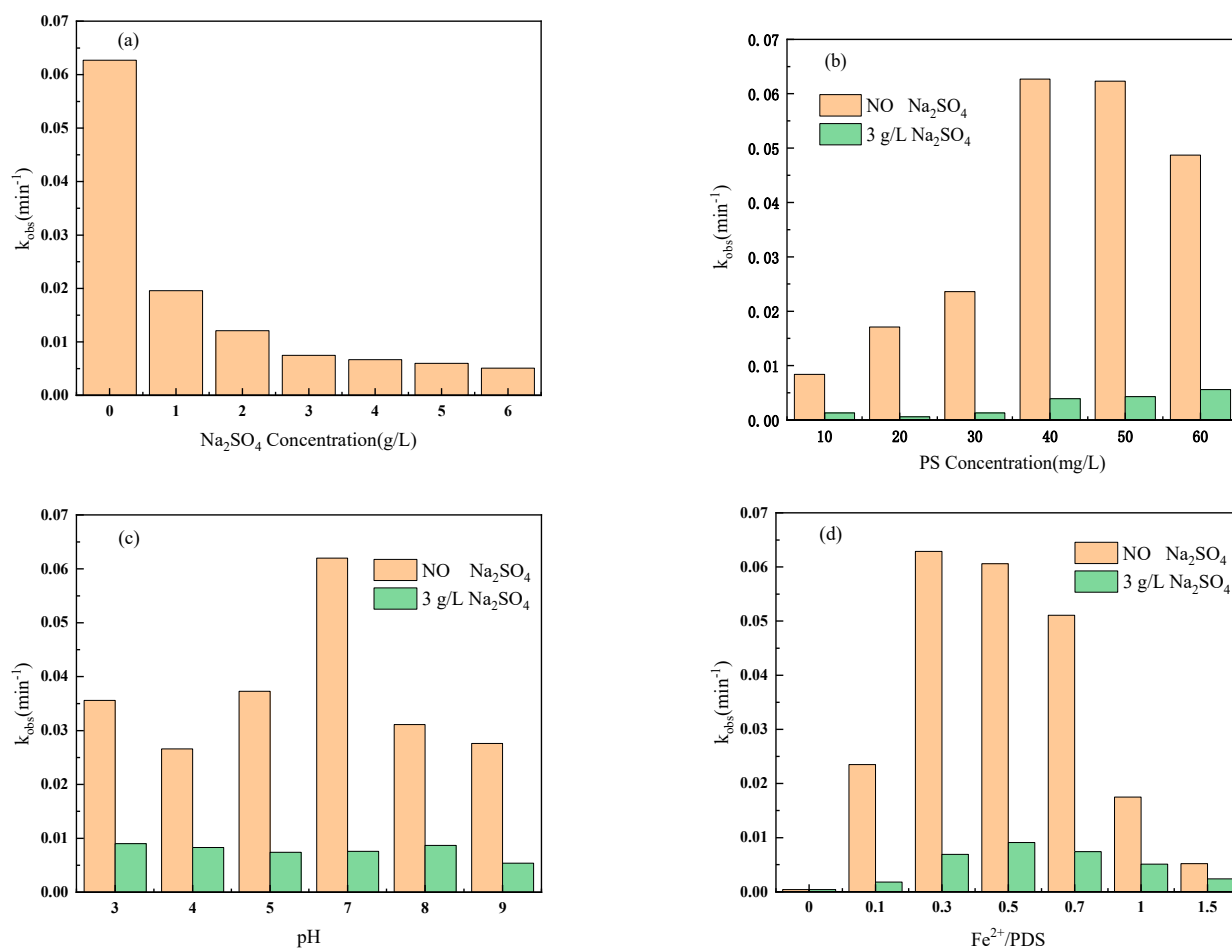 (a)
0.07
0.06
0.05
0.04
0.03
0.02
0.01
0.00
k_obs(min⁻¹)
0 1 2 3 4 5 6
Na₂SO₄ Concentration(g/L)
(b)
NO Na₂SO₄
3 g/L Na₂SO₄
0.07
0.06
0.05
0.04
0.03
0.02
0.01
0.00
k_obs(min⁻¹)
10 20 30 40 50 60
PS Concentration(mg/L)
(c)
NO Na₂SO₄
3 g/L Na₂SO₄
0.07
0.06
0.05
0.04
0.03
0.02
0.01
0.00
k_obs(min⁻¹)
3 4 5 7 8 9
pH
(d)
NO Na₂SO₄
3 g/L Na₂SO₄
0.07
0.06
0.05
0.04
0.03
0.02
0.01
0.00
k_obs(min⁻¹)
0 0.1 0.3 0.5 0.7 1 1.5
Fe²⁺/PDS